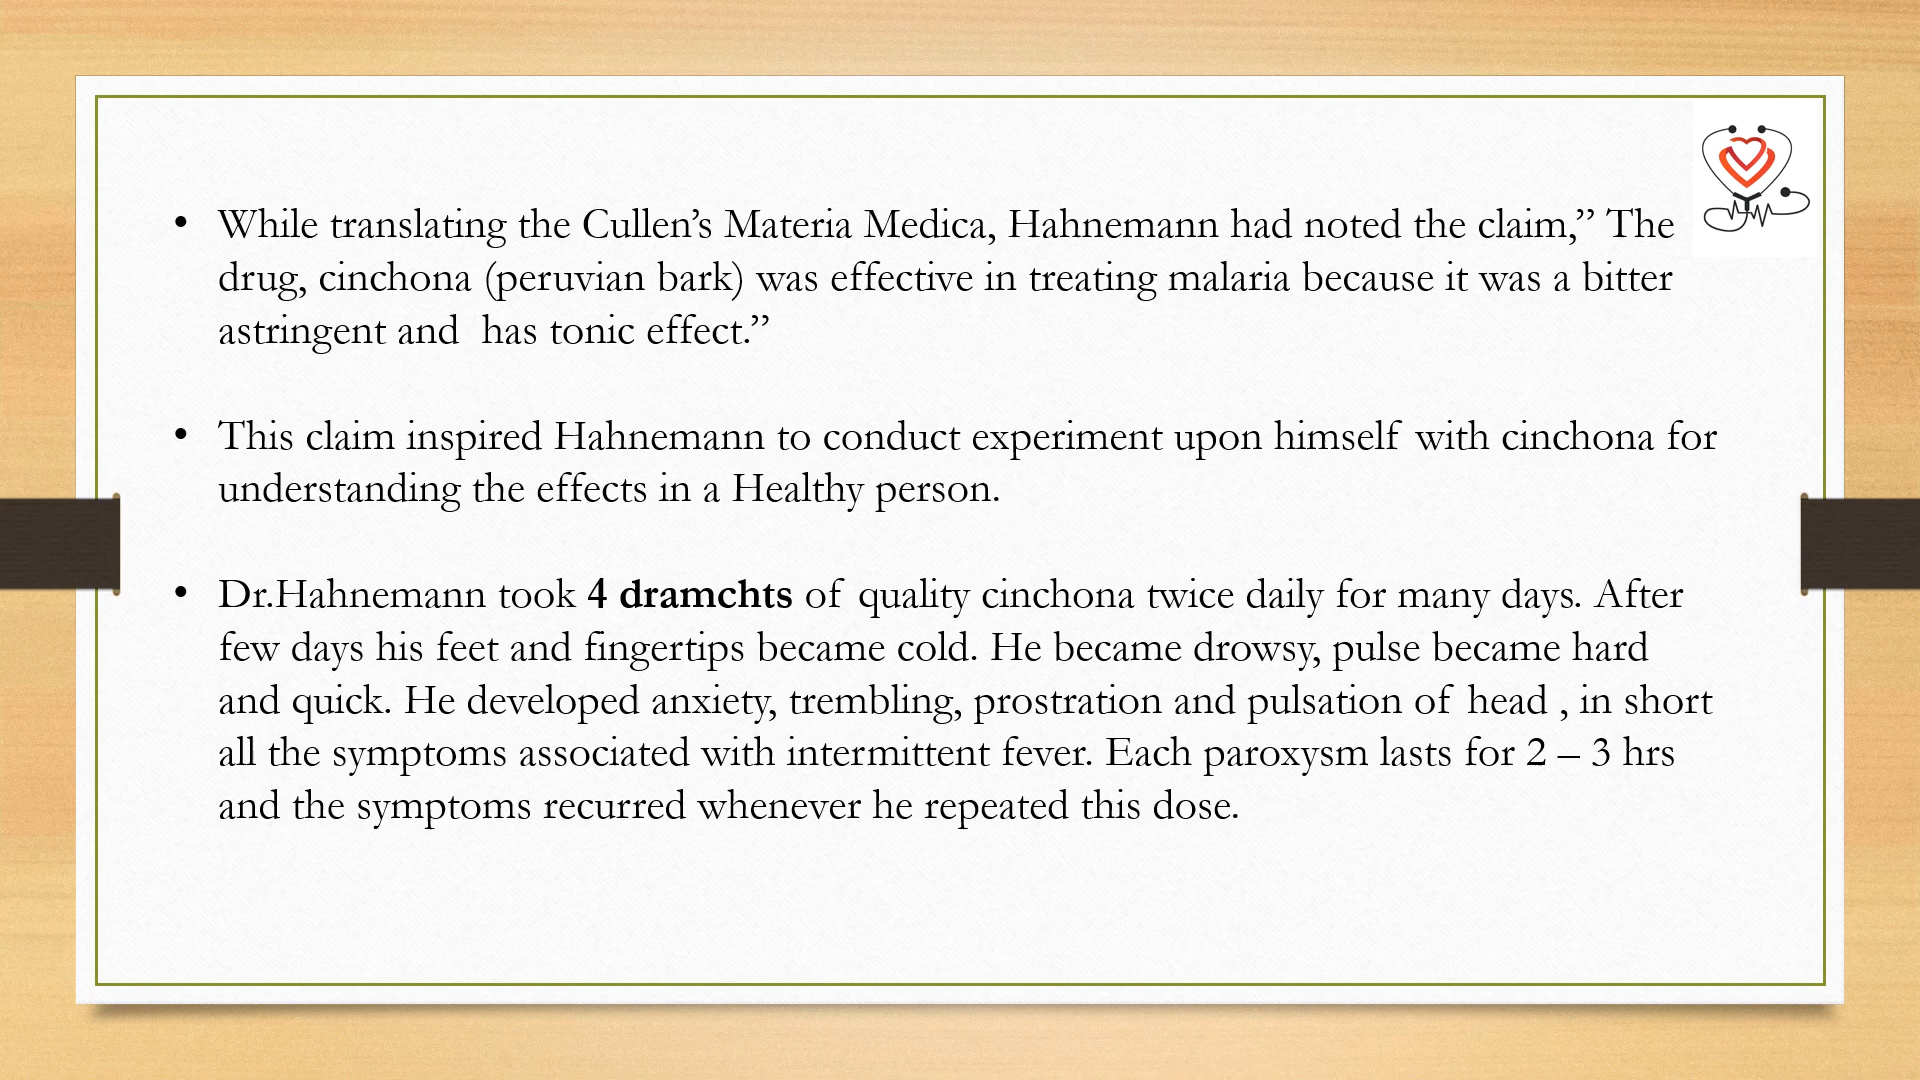 • While translating the Cullen’s Materia Medica, Hahnemann had noted the claim,” The
drug, cinchona (peruvian bark) was effective in treating malaria because it was a bitter
astringent and  has tonic effect.”
• This claim inspired Hahnemann to conduct experiment upon himself with cinchona for
understanding the effects in a Healthy person.
• Dr.Hahnemann took 4 dramchts of quality cinchona twice daily for many days. After
few days his feet and fingertips became cold. He became drowsy, pulse became hard
and quick. He developed anxiety, trembling, prostration and pulsation of head , in short
all the symptoms associated with intermittent fever. Each paroxysm lasts for 2 – 3 hrs
and the symptoms recurred whenever he repeated this dose.